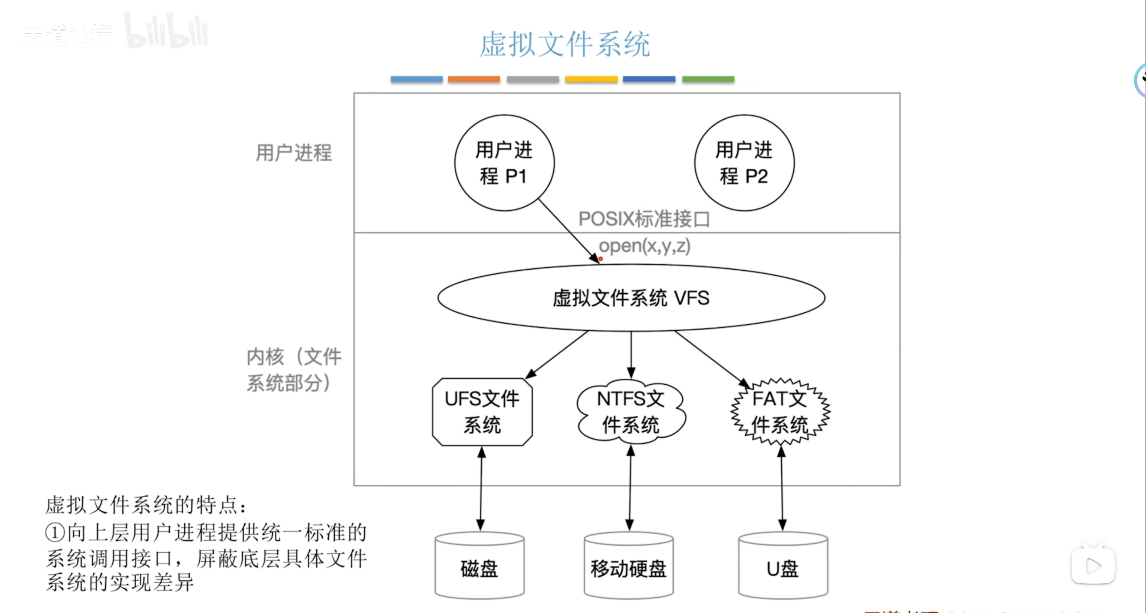 bilibili
虚拟文件系统
用户进程
用户进
程 P1
用户进
程 P2
POSIX标准接口
open(x,y,z)
虚拟文件系统 VFS
内核（文件
系统部分）
UFS文件
系统
NTFS文
件系统
FAT文
件系统
虚拟文件系统的特点：
①向上层用户进程提供统一标准的
系统调用接口，屏蔽底层具体文件
系统的实现差异
磁盘
移动硬盘
U盘